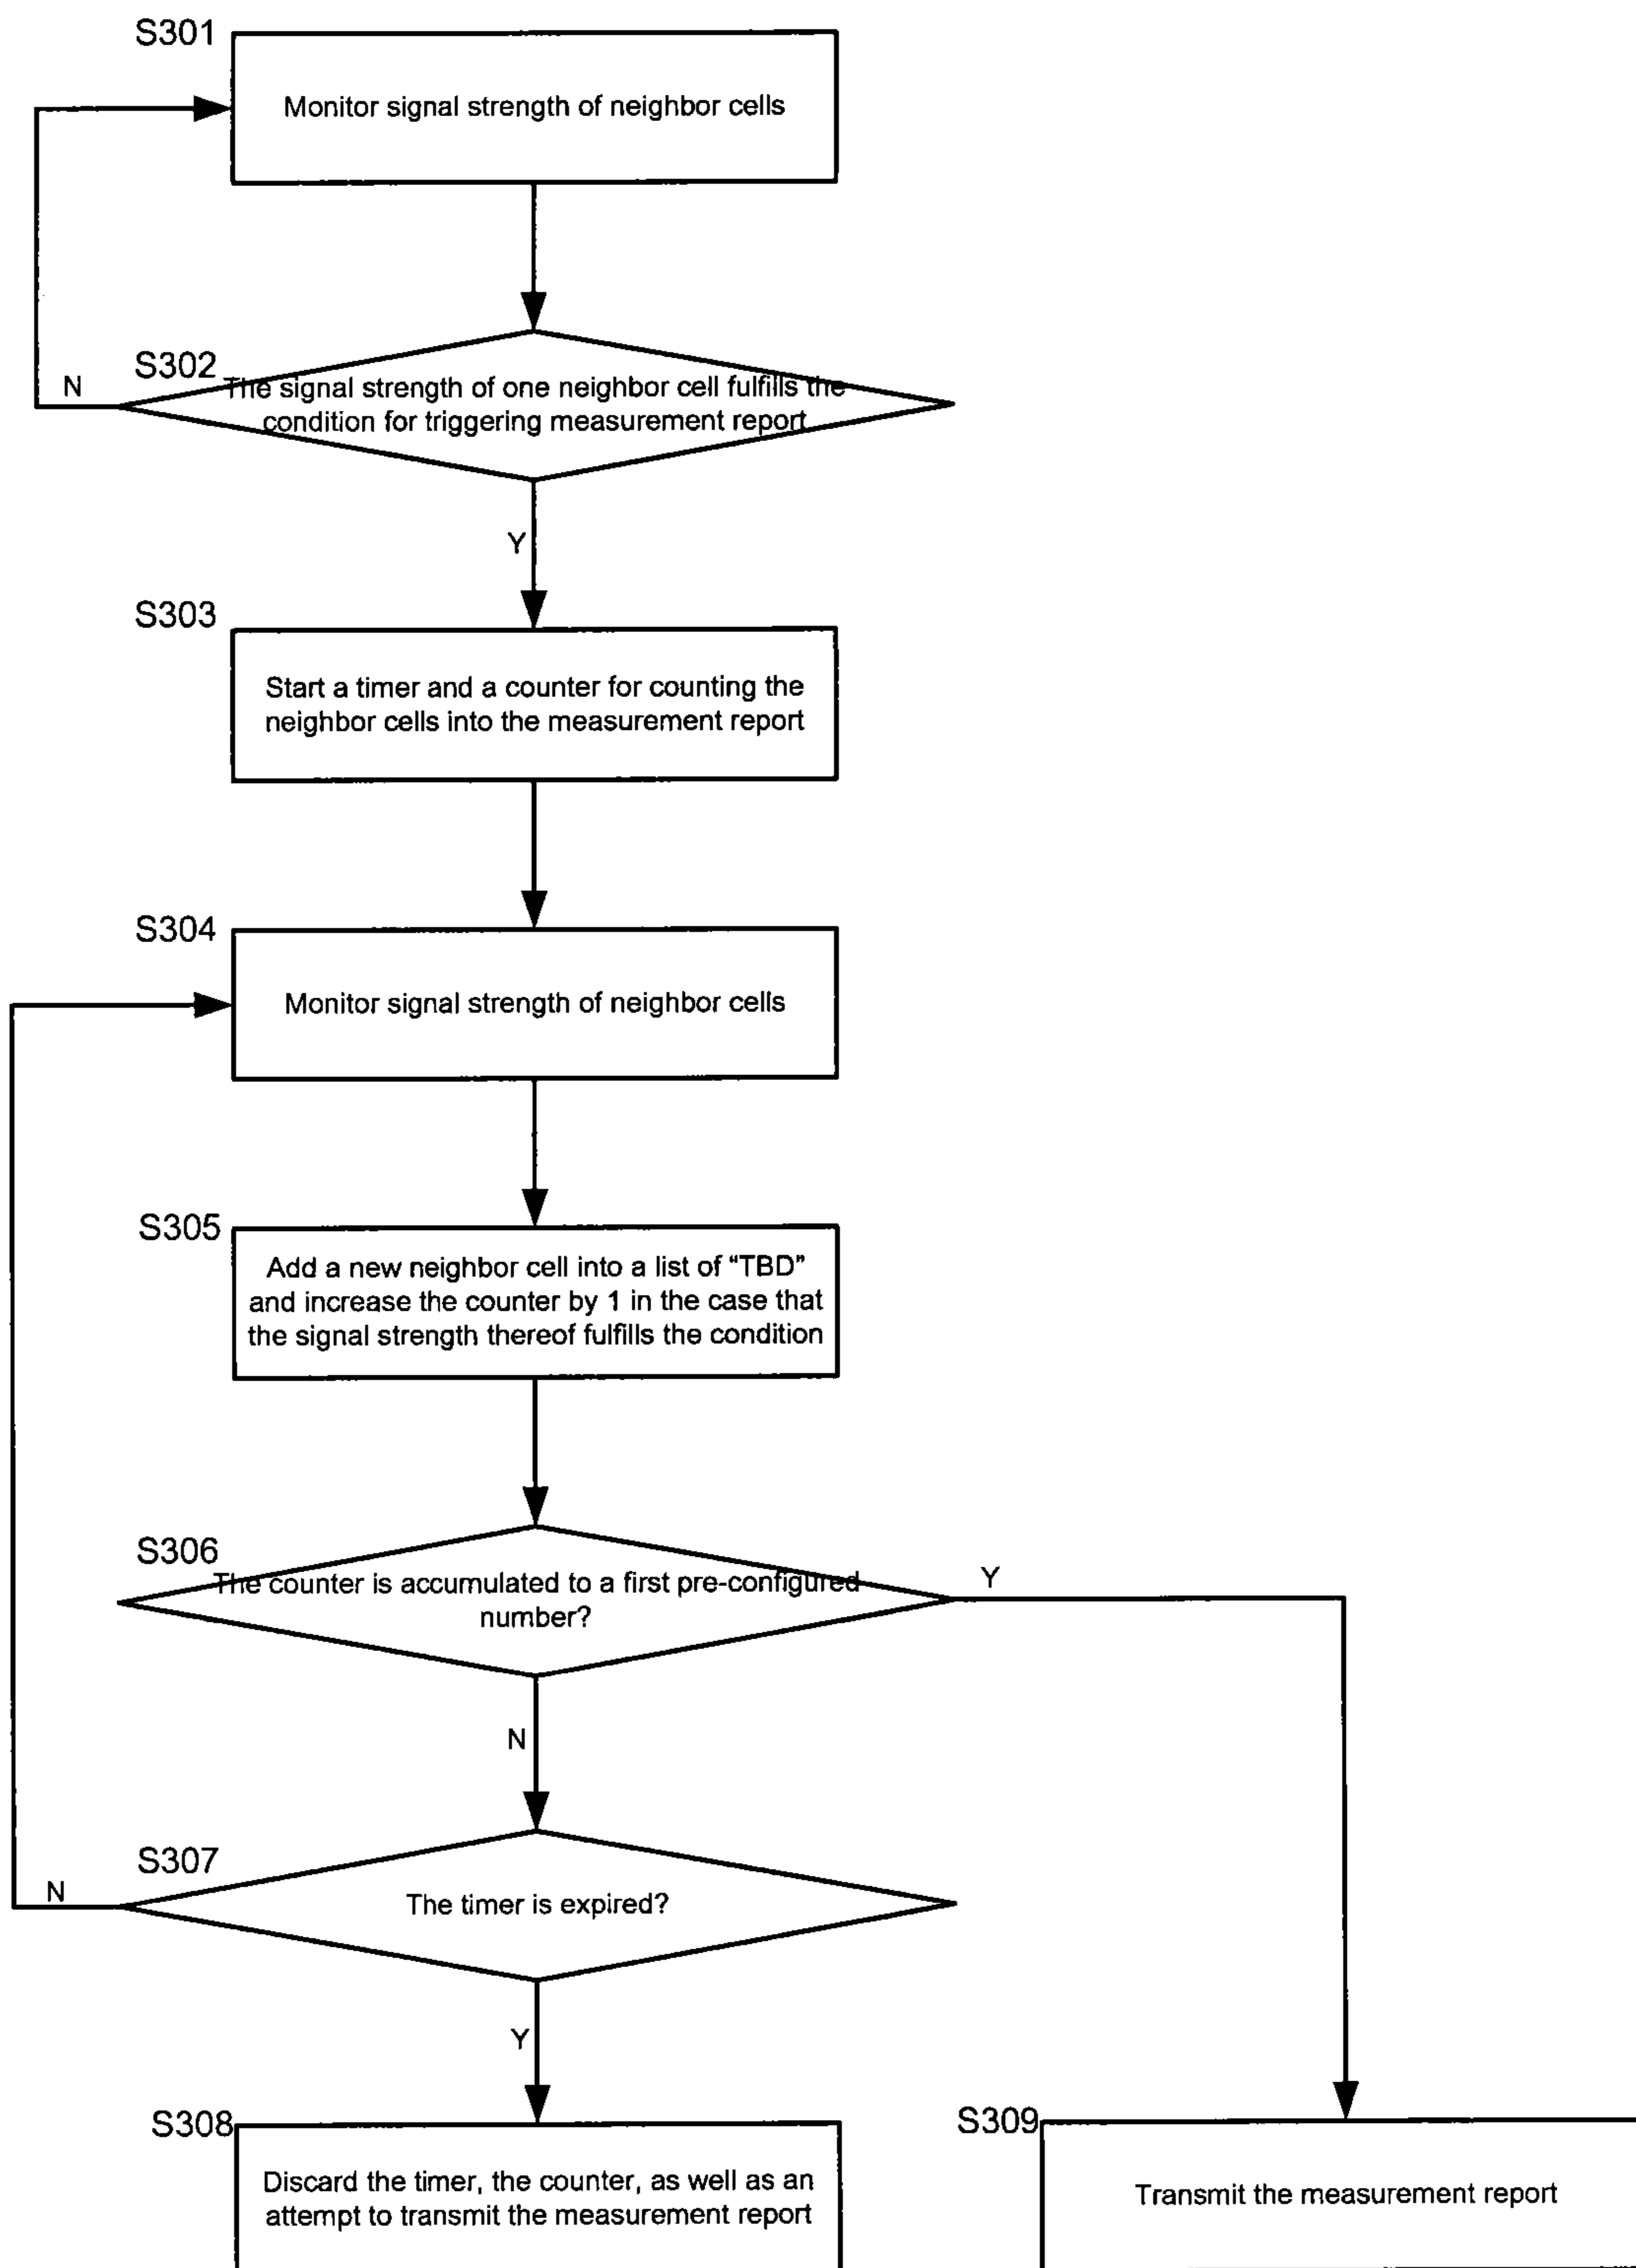 S301
Monitor signal strength of neighbor cells
S302
N
The signal strength of one neighbor cell fulfills the
condition for triggering measurement report
Y
S303
Start a timer and a counter for counting the
neighbor cells into the measurement report
S304
Monitor signal strength of neighbor cells
S305
Add a new neighbor cell into a list of “TBD”
and increase the counter by 1 in the case that
the signal strength thereof fulfills the condition
S306
The counter is accumulated to a first pre-configured
number?
Y
N
S307
N
The timer is expired?
Y
S308
Discard the timer, the counter, as well as an
attempt to transmit the measurement report
S309
Transmit the measurement report